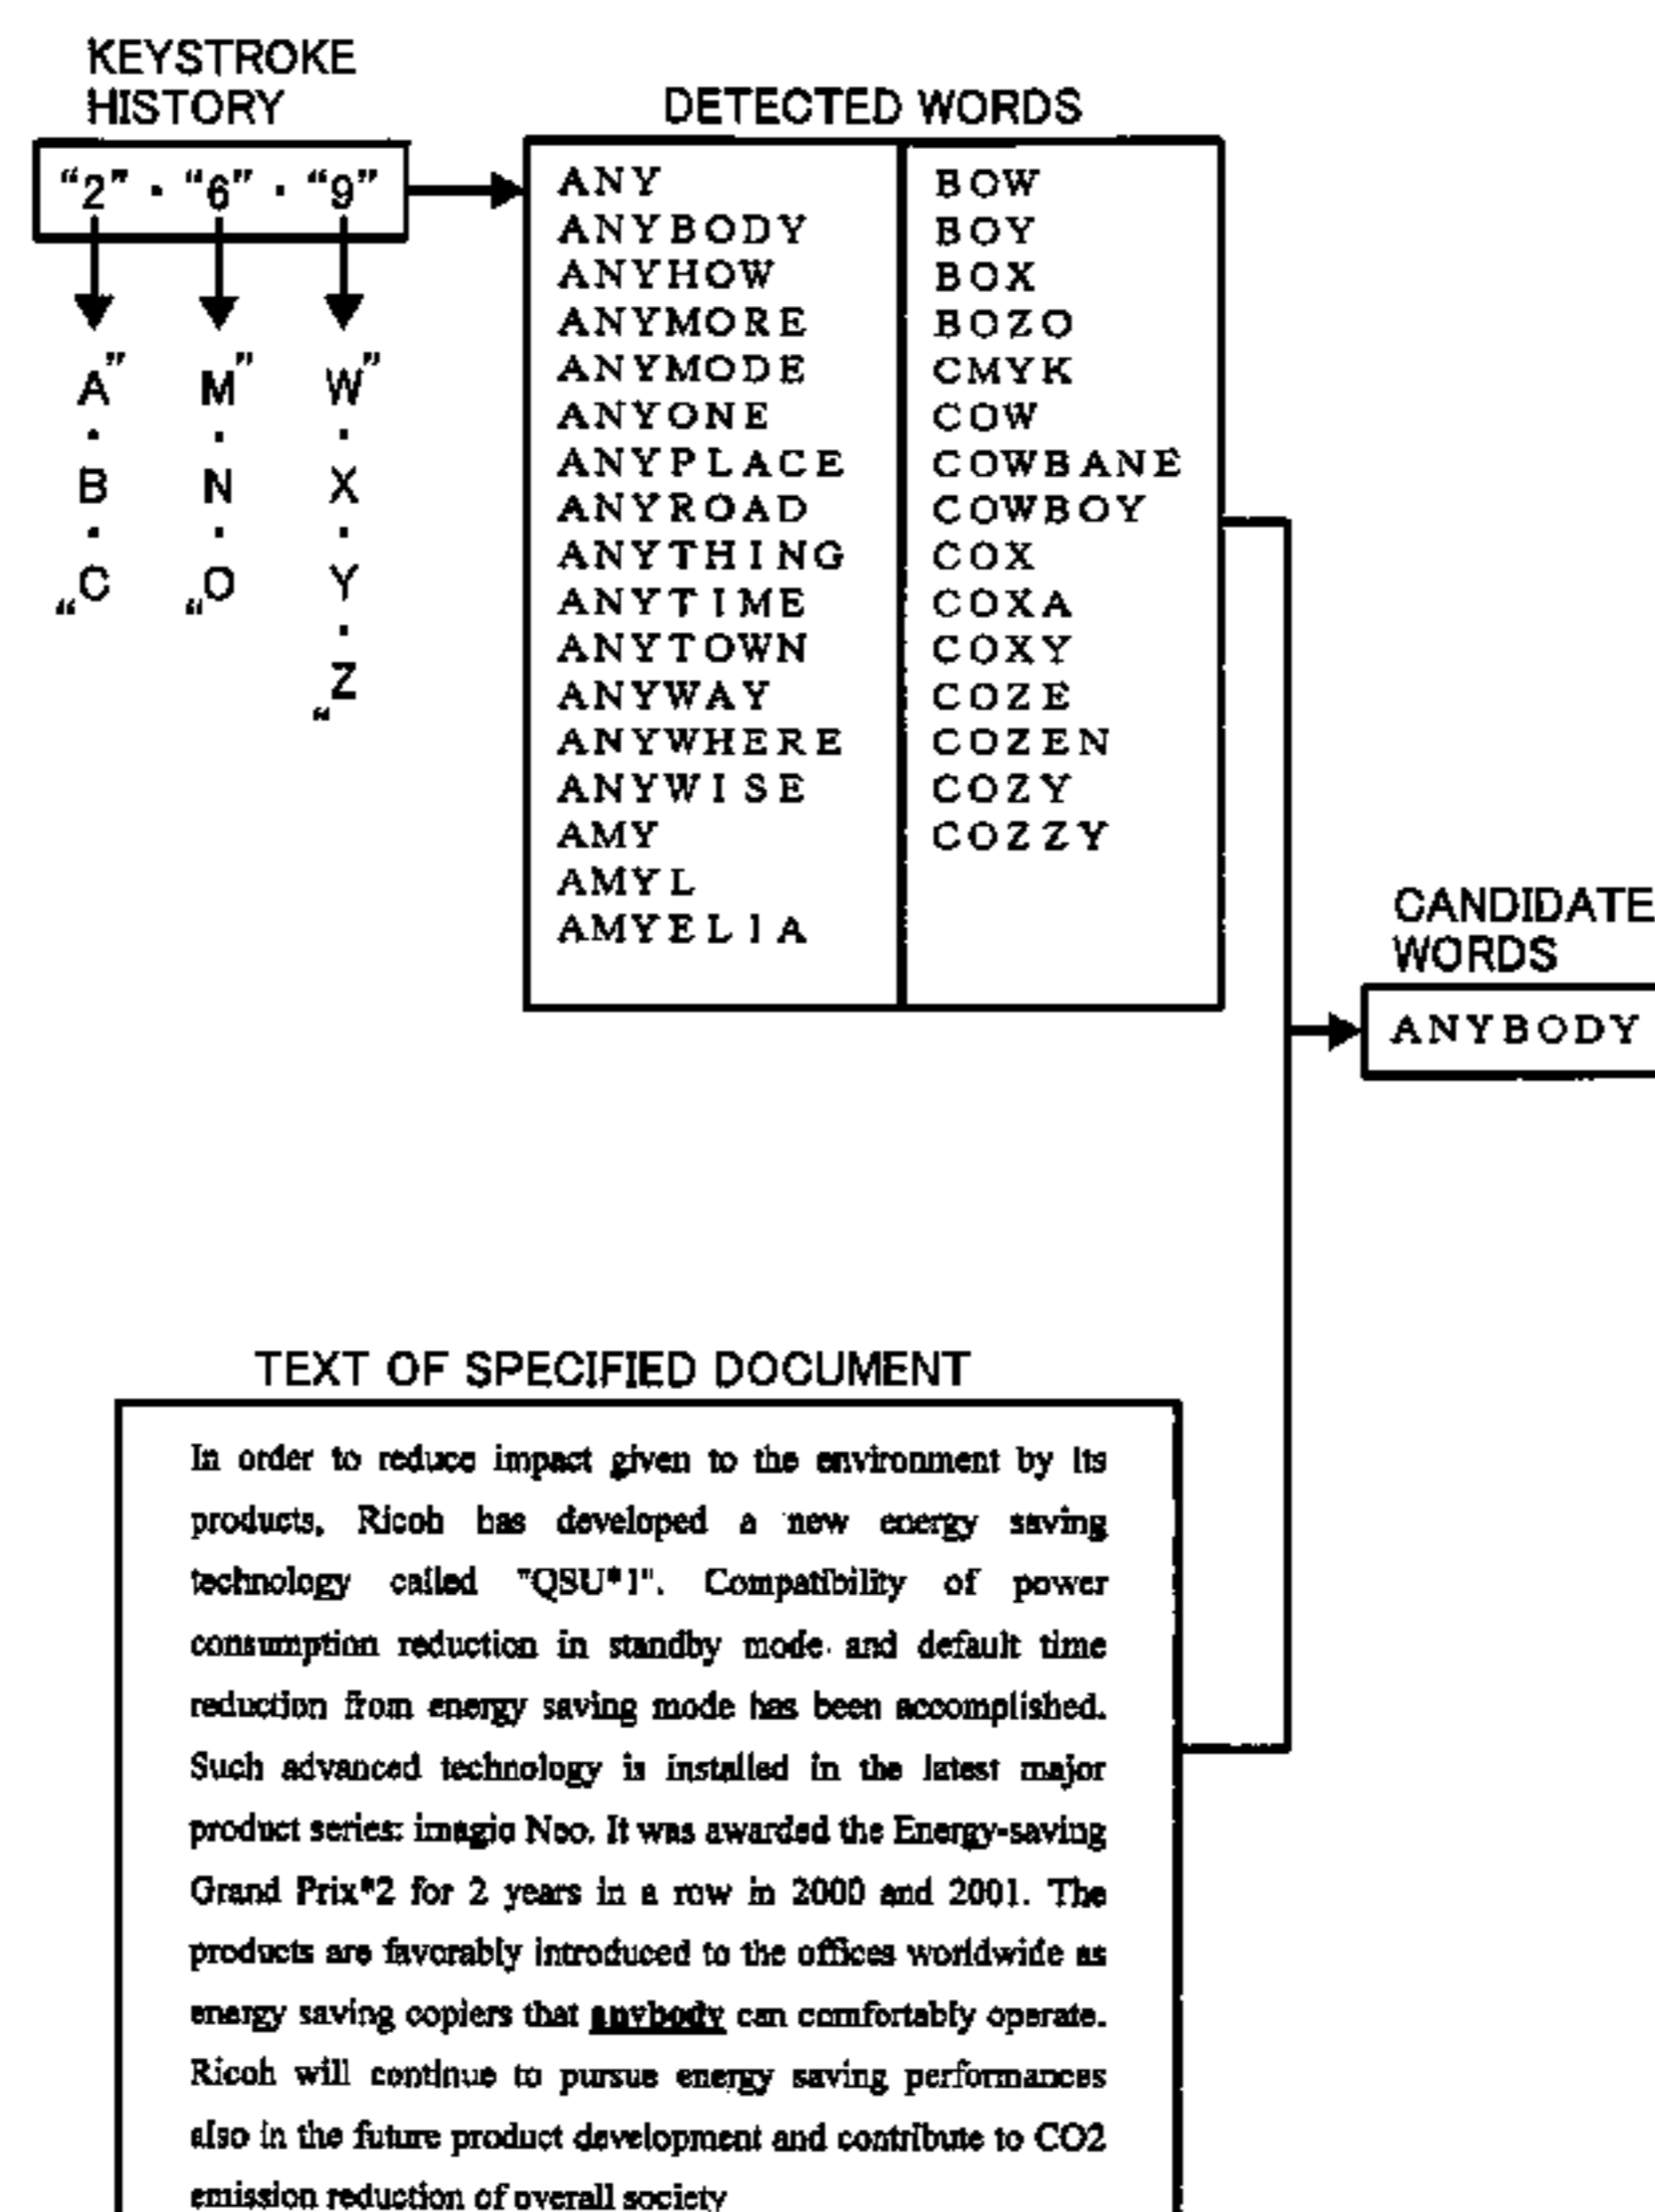 KEYSTROKE
HISTORY
“2” · “6” · “9”
A” M” W”
B N X
“C “O Y
“Z
DETECTED WORDS
ANY
ANYBODY
ANYHOW
ANYMORE
ANYMODE
ANYONE
ANYPLACE
ANYROAD
ANYTHING
ANYTIME
ANYTOWN
ANYWAY
ANYWHERE
ANYWISE
AMY
AMYL
AMYELIA
BOW
BOY
BOX
BOZO
CMYK
COW
COWBANE
COWBOY
COX
COXA
COXY
COZE
COZEN
COZY
COZZY
CANDIDATE
WORDS
ANYBODY
TEXT OF SPECIFIED DOCUMENT
In order to reduce impact given to the environment by its
products, Ricoh has developed a new energy saving
technology called "QSU*1". Compatibility of power
consumption reduction in standby mode and default time
reduction from energy saving mode has been accomplished.
Such advanced technology is installed in the latest major
product series: imagio Neo. It was awarded the Energy-saving
Grand Prix*2 for 2 years in a row in 2000 and 2001. The
products are favorably introduced to the offices worldwide as
energy saving copiers that anybody can comfortably operate.
Ricoh will continue to pursue energy saving performances
also in the future product development and contribute to CO2
emission reduction of overall society